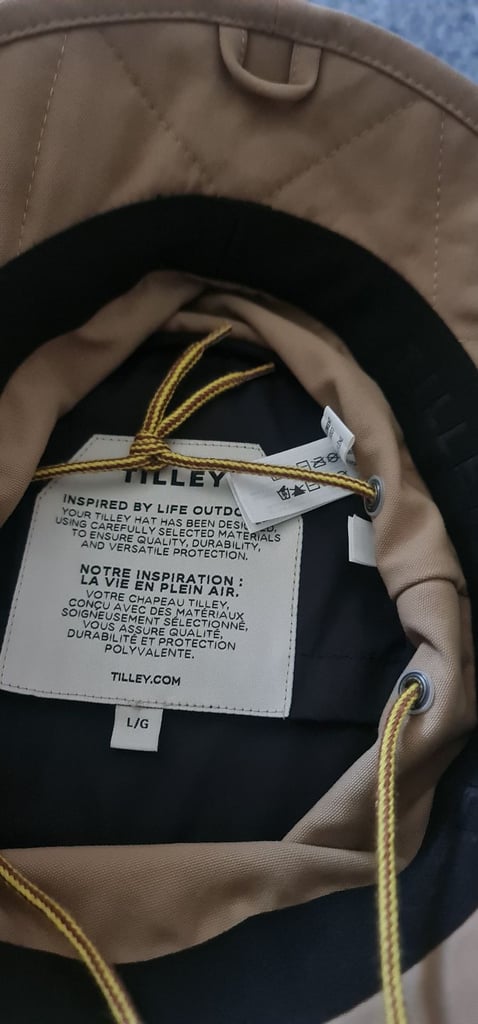 TILLEY
INSPIRED BY LIFE
YOUR TILLEY HAT HAS BEEN
USING CAREFULLY SELECTED MATERIALS
TO ENSURE QUALITY, DURABILITY,
AND VERSATILE PROTECTION.
NOTRE INSPIRATION :
LA VIE EN PLEIN AIR.
VOTRE CHAPEAU TILLEY,
CONÇU AVEC DES MATÉRIAUX
SOIGNEUSEMENT SÉLECTIONNÉ,
VOUS ASSURE QUALITÉ,
DURABILITÉ ET PROTECTION
POLYVALENTE.
TILLEY.COM
L/G
TILLEY